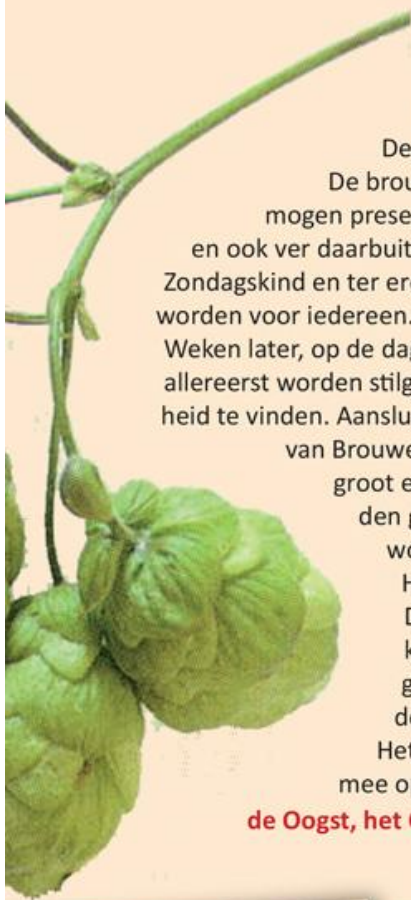 De
De brou
mogen prese
en ook ver daarbuit
Zondagskind en ter er
worden voor iedereen.
Weken later, op de dag
allereerst worden stilg
heid te vinden. Aanslu
van Brouwe
groot e
den g
wo
H
D
k
g
de
Het
mee o
de Oogst, het